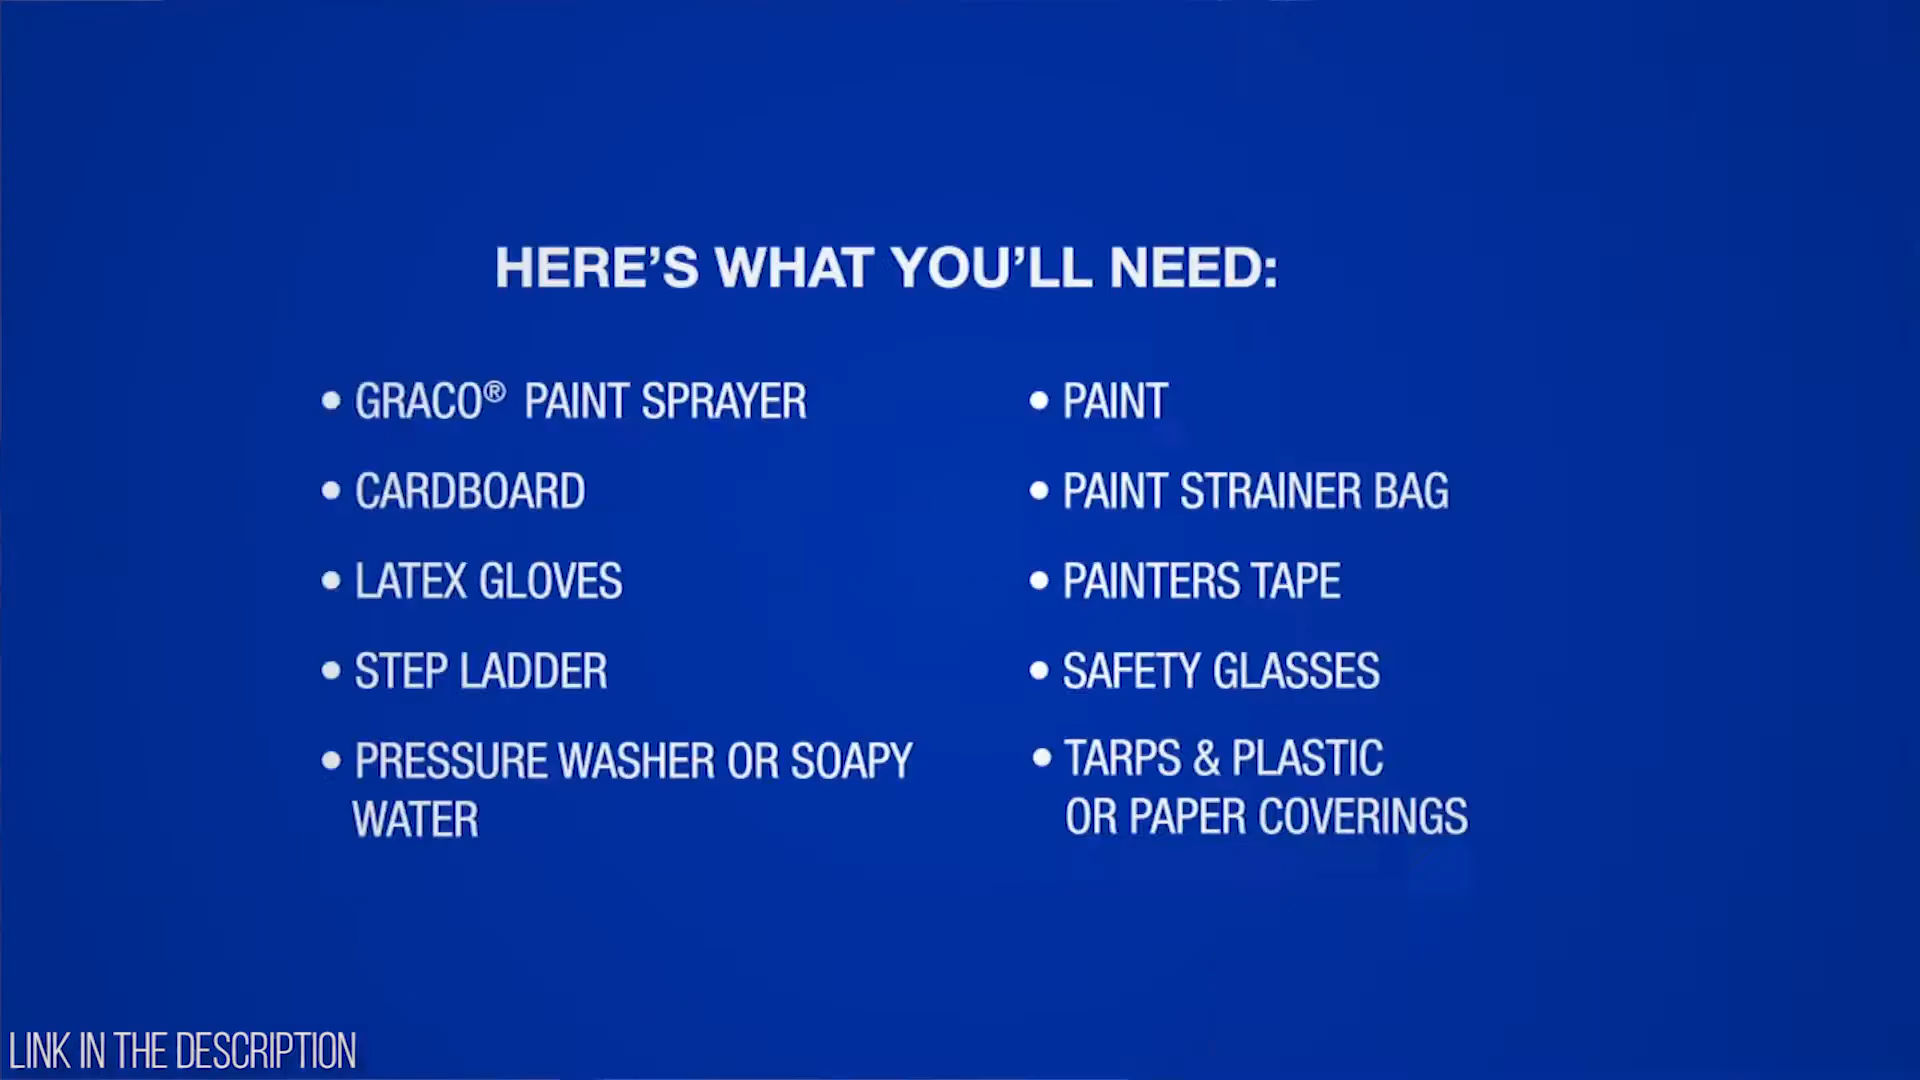 HERE'S WHAT YOU'LL NEED:
• GRACO® PAINT SPRAYER
• CARDBOARD
• LATEX GLOVES
• STEP LADDER
• PRESSURE WASHER OR SOAPY
WATER
• PAINT
• PAINT STRAINER BAG
• PAINTERS TAPE
• SAFETY GLASSES
• TARPS & PLASTIC
OR PAPER COVERINGS
LINK IN THE DESCRIPTION